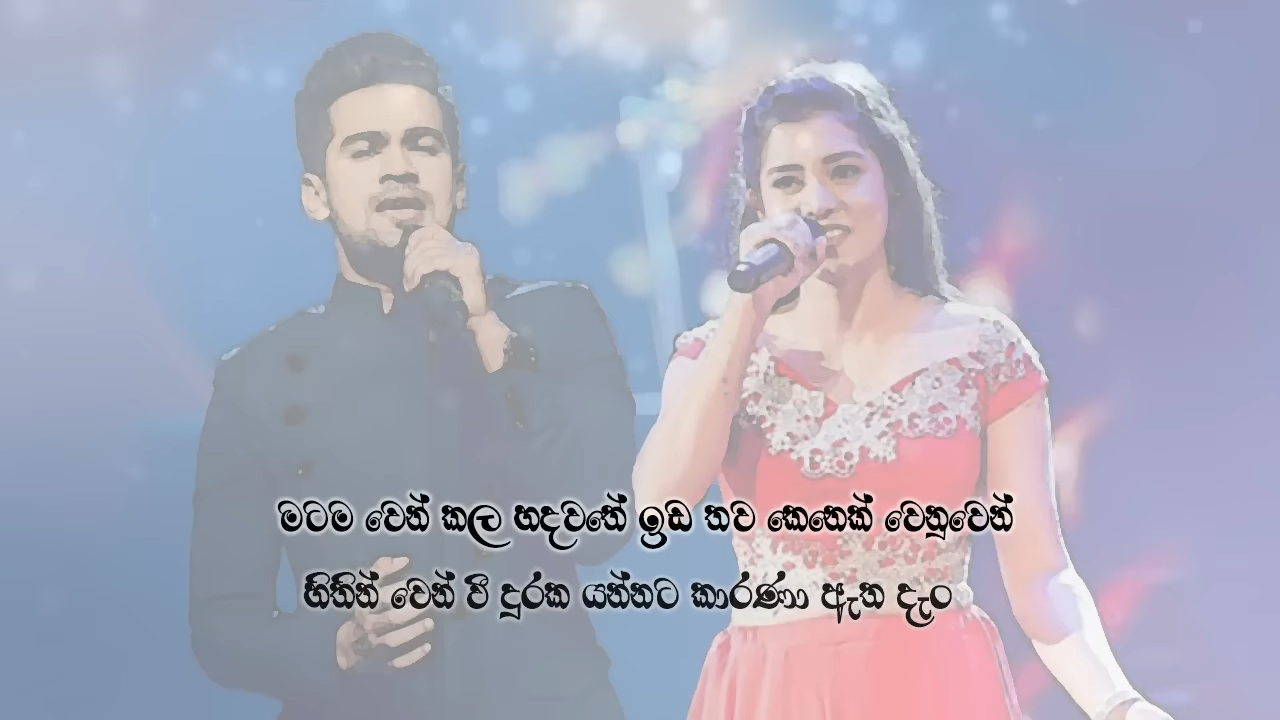 මටම වෙන් කල හදවතේ ඉඩ තව කෙනෙක් වෙනුවෙන්
හිතින් වෙන් වී දුරක යන්නට කාරණා ඇත දැං